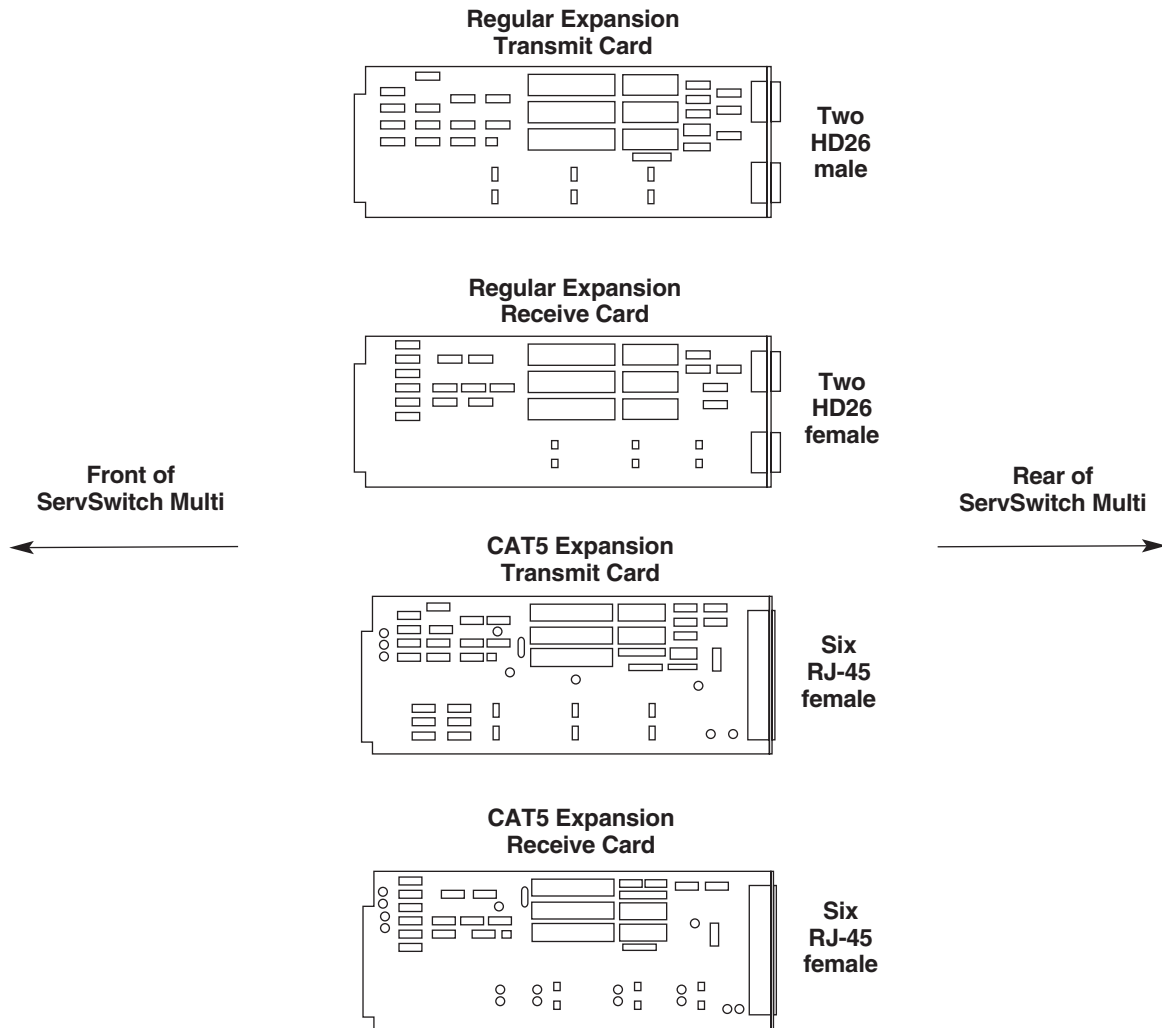 Regular Expansion
Transmit Card
Two
HD26
male
Regular Expansion
Receive Card
Two
HD26
female
Front of
ServSwitch Multi
Rear of
ServSwitch Multi
CAT5 Expansion
Transmit Card
Six
RJ-45
female
CAT5 Expansion
Receive Card
Six
RJ-45
female